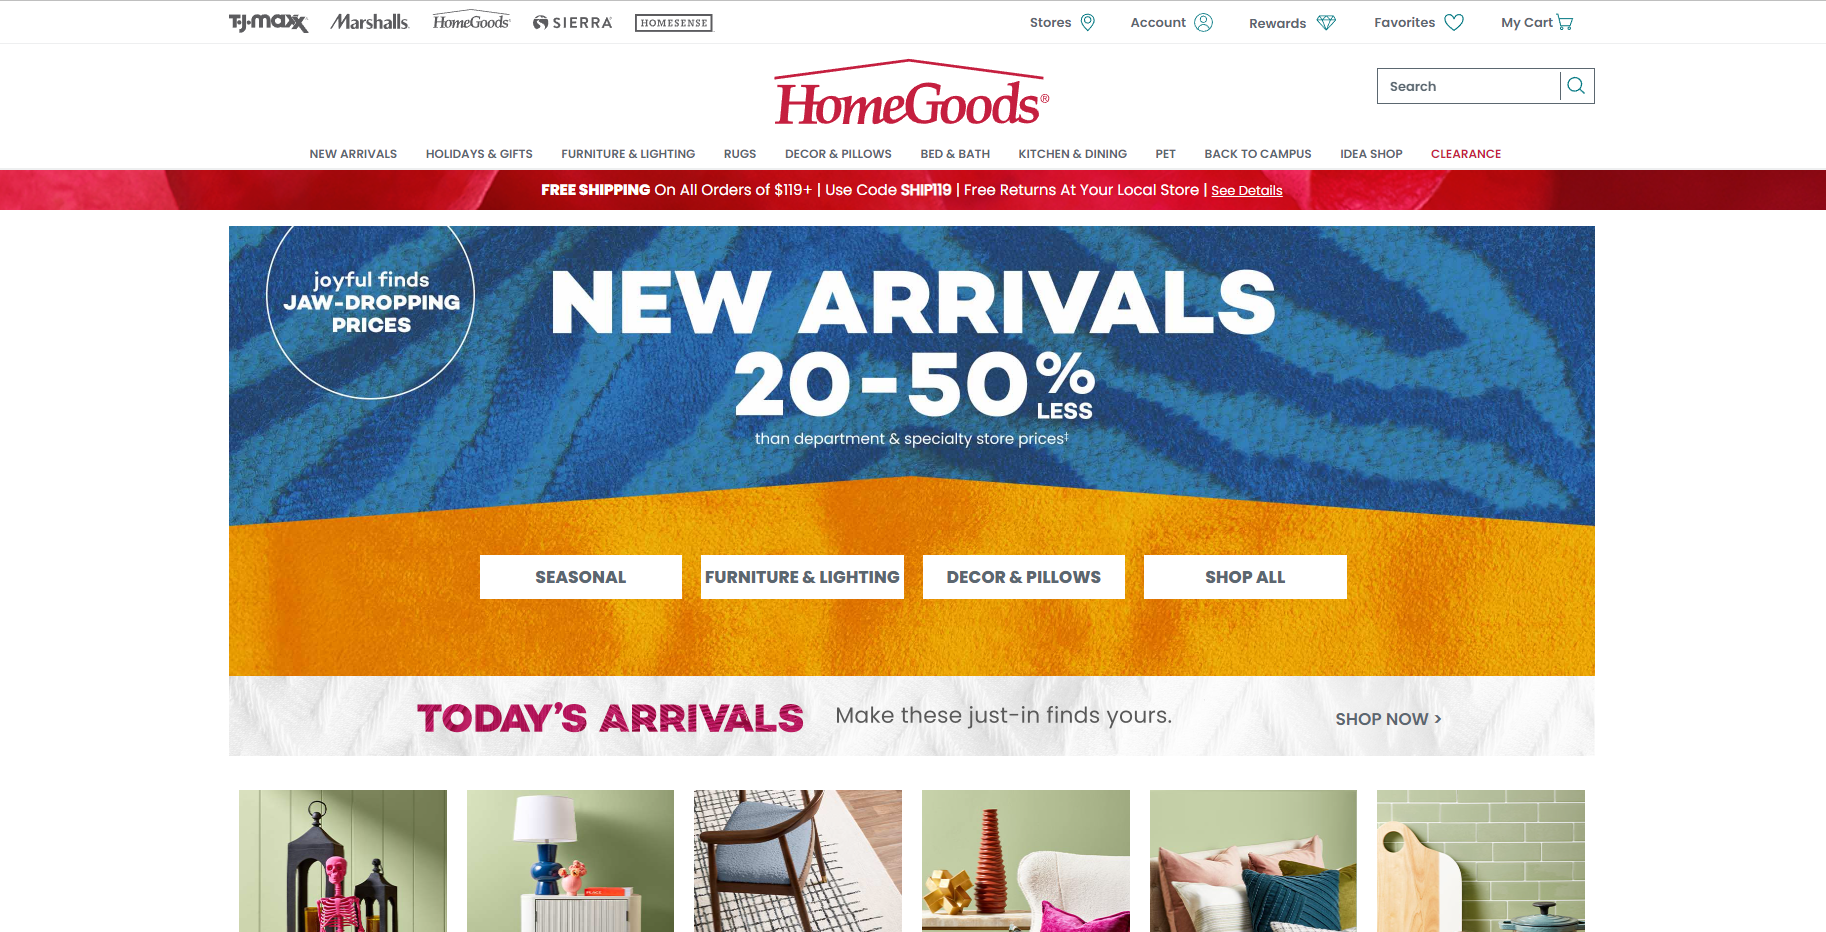 T·J·maxx Marshalls. HomeGoods SIERRA HOMESENSE
Stores Account Rewards Favorites My Cart
HomeGoods®
Search
NEW ARRIVALS HOLIDAYS & GIFTS FURNITURE & LIGHTING RUGS DECOR & PILLOWS BED & BATH KITCHEN & DINING PET BACK TO CAMPUS IDEA SHOP CLEARANCE
FREE SHIPPING On All Orders of $119+ | Use Code SHIP119 | Free Returns At Your Local Store | See Details
joyful finds
JAW-DROPPING
PRICES
NEW ARRIVALS
20-50%
LESS
than department & specialty store prices‡
SEASONAL FURNITURE & LIGHTING DECOR & PILLOWS SHOP ALL
TODAY'S ARRIVALS Make these just-in finds yours. SHOP NOW >
PLACE